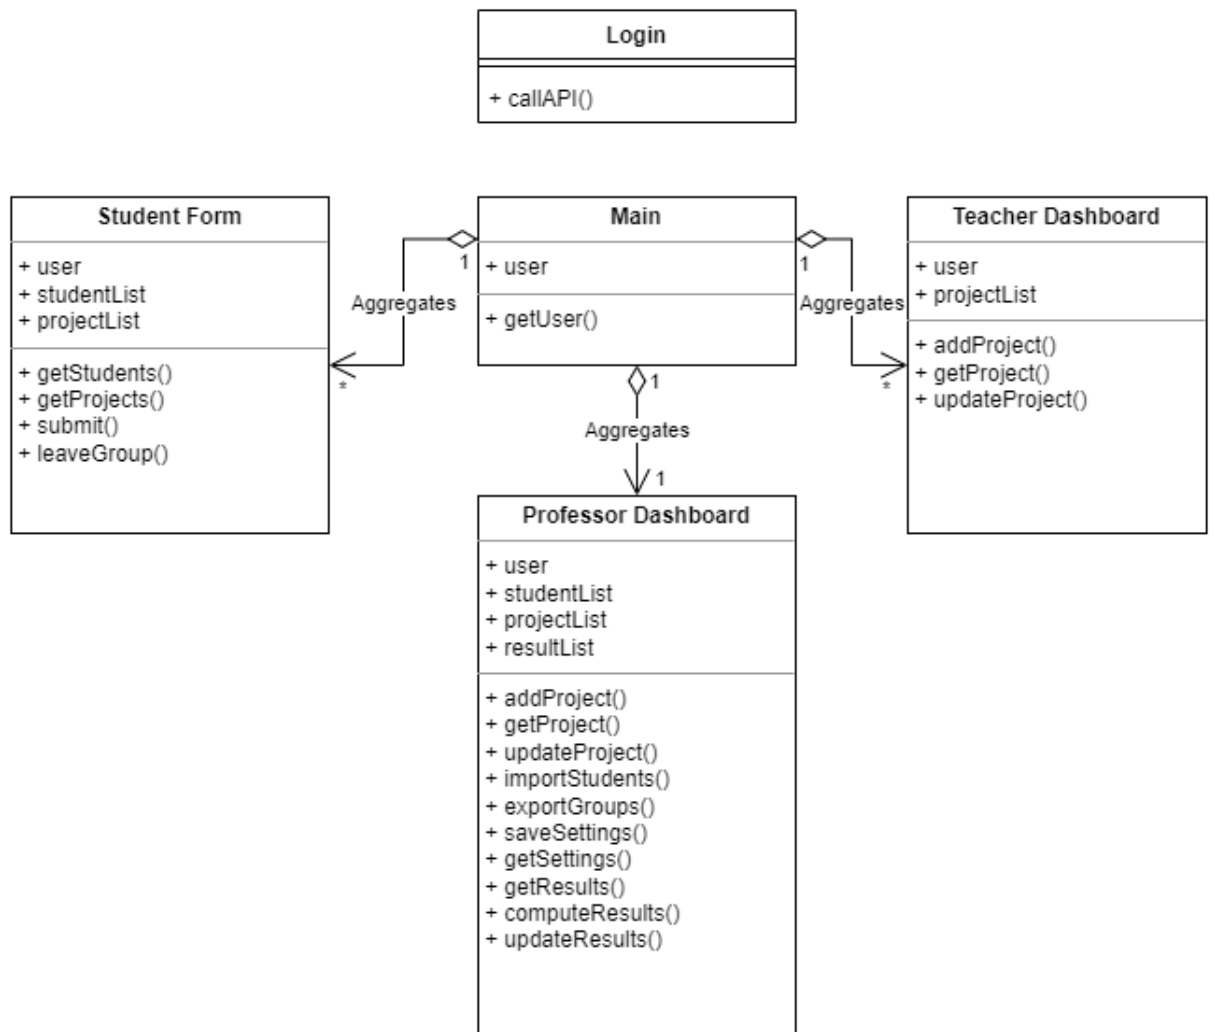 Login
+ callAPI()
Student Form
+ user
+ studentList
+ projectList
+ getStudents()
+ getProjects()
+ submit()
+ leaveGroup()
1
Aggregates
*
Main
+ user
+ getUser()
1
Aggregates
*
Teacher Dashboard
+ user
+ projectList
+ addProject()
+ getProject()
+ updateProject()
1
Aggregates
1
Professor Dashboard
+ user
+ studentList
+ projectList
+ resultList
+ addProject()
+ getProject()
+ updateProject()
+ importStudents()
+ exportGroups()
+ saveSettings()
+ getSettings()
+ getResults()
+ computeResults()
+ updateResults()